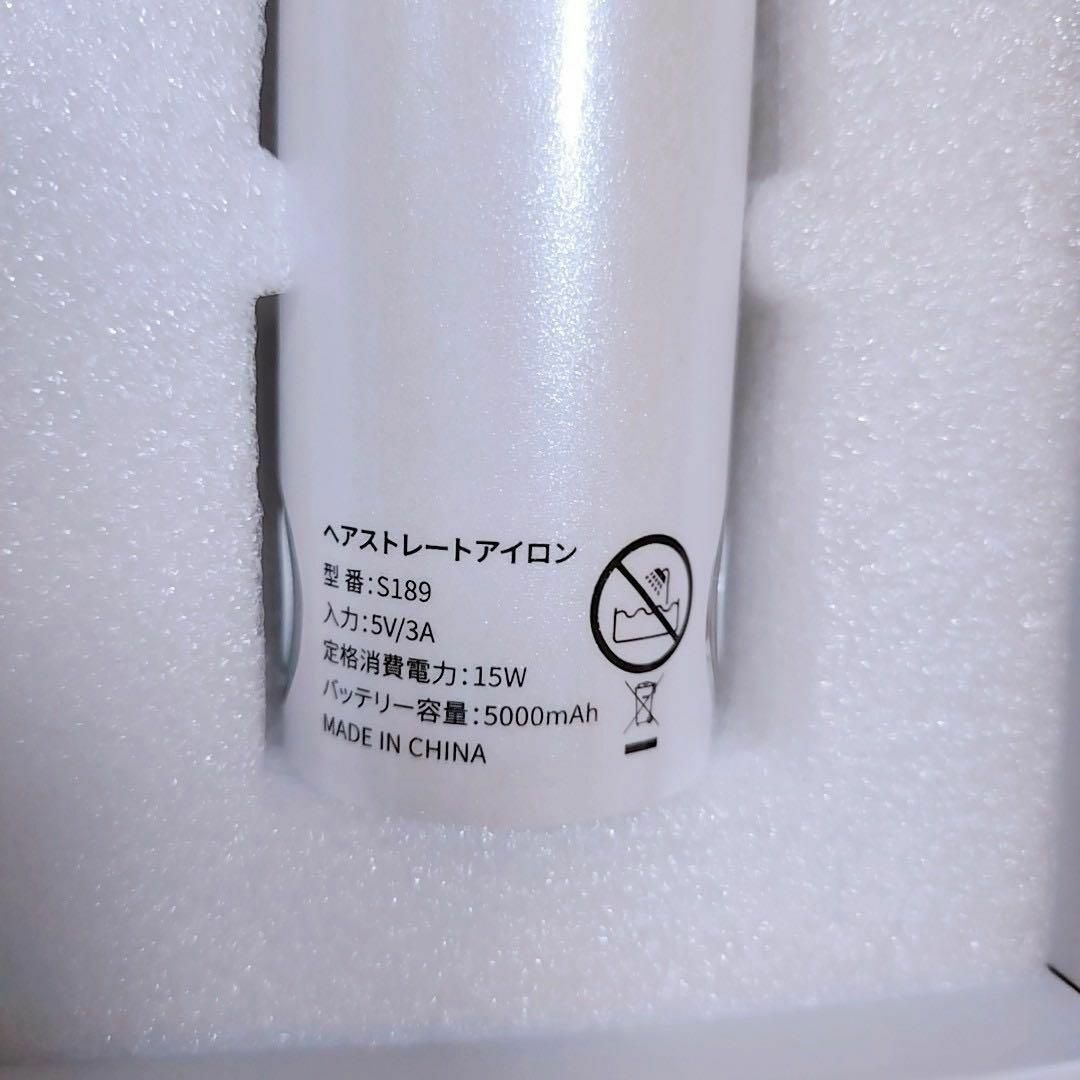 ヘアストレートアイロン
型 番:S189
入力:5V/3A
定格消費電力:15W
バッテリー容量:5000mAh
MADE IN CHINA